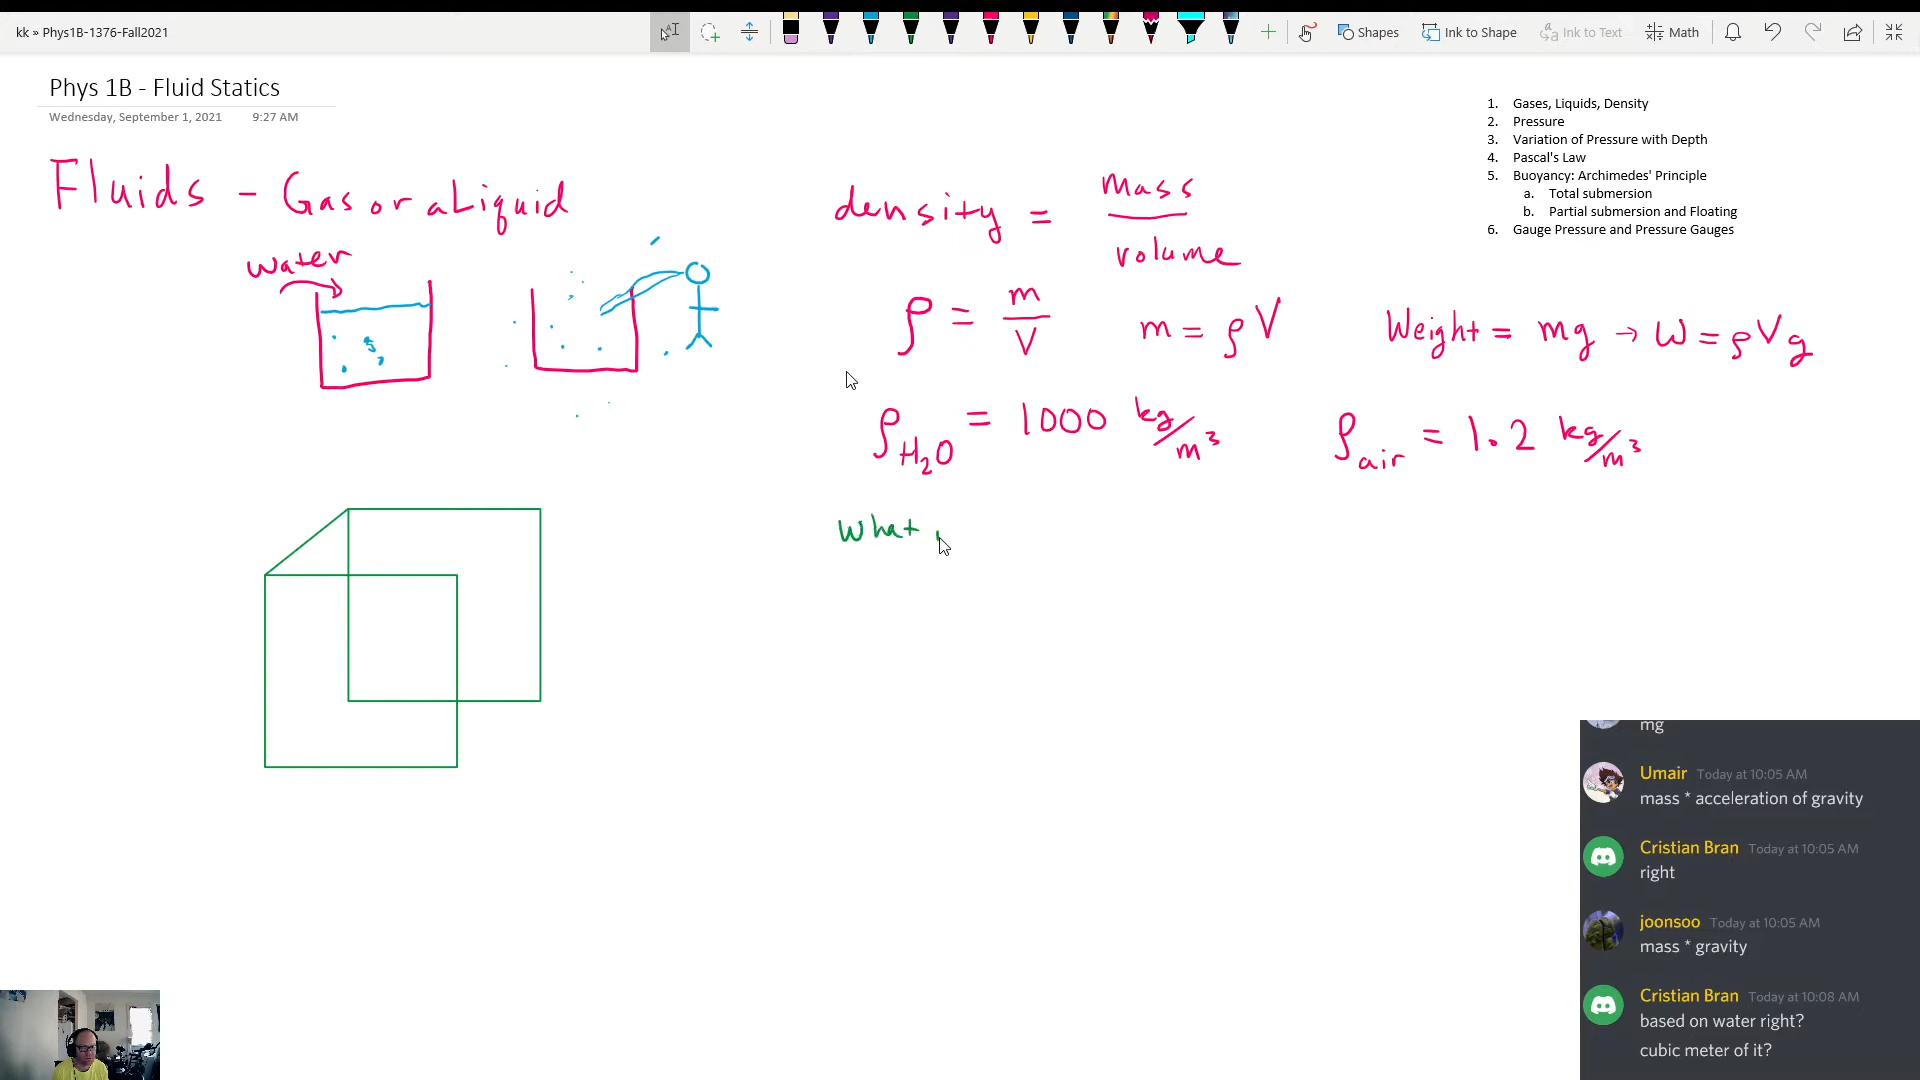 kk » Phys1B-1376-Fall2021
Shapes
Ink to Shape
Ink to Text
Math
Phys 1B - Fluid Statics
Wednesday, September 1, 2021 9:27 AM
1. Gases, Liquids, Density
2. Pressure
3. Variation of Pressure with Depth
4. Pascal's Law
5. Buoyancy: Archimedes' Principle
a. Total submersion
b. Partial submersion and Floating
6. Gauge Pressure and Pressure Gauges
Fluids - Gas or a Liquid
water
density = mass / volume
ρ = m / V
m = ρV
Weight = mg → W = ρVg
ρ H₂O = 1000 kg/m³
ρ air = 1.2 kg/m³
What
mg
Umair Today at 10:05 AM
mass * acceleration of gravity
Cristian Bran Today at 10:05 AM
right
joonsoo Today at 10:05 AM
mass * gravity
Cristian Bran Today at 10:08 AM
based on water right?
cubic meter of it?